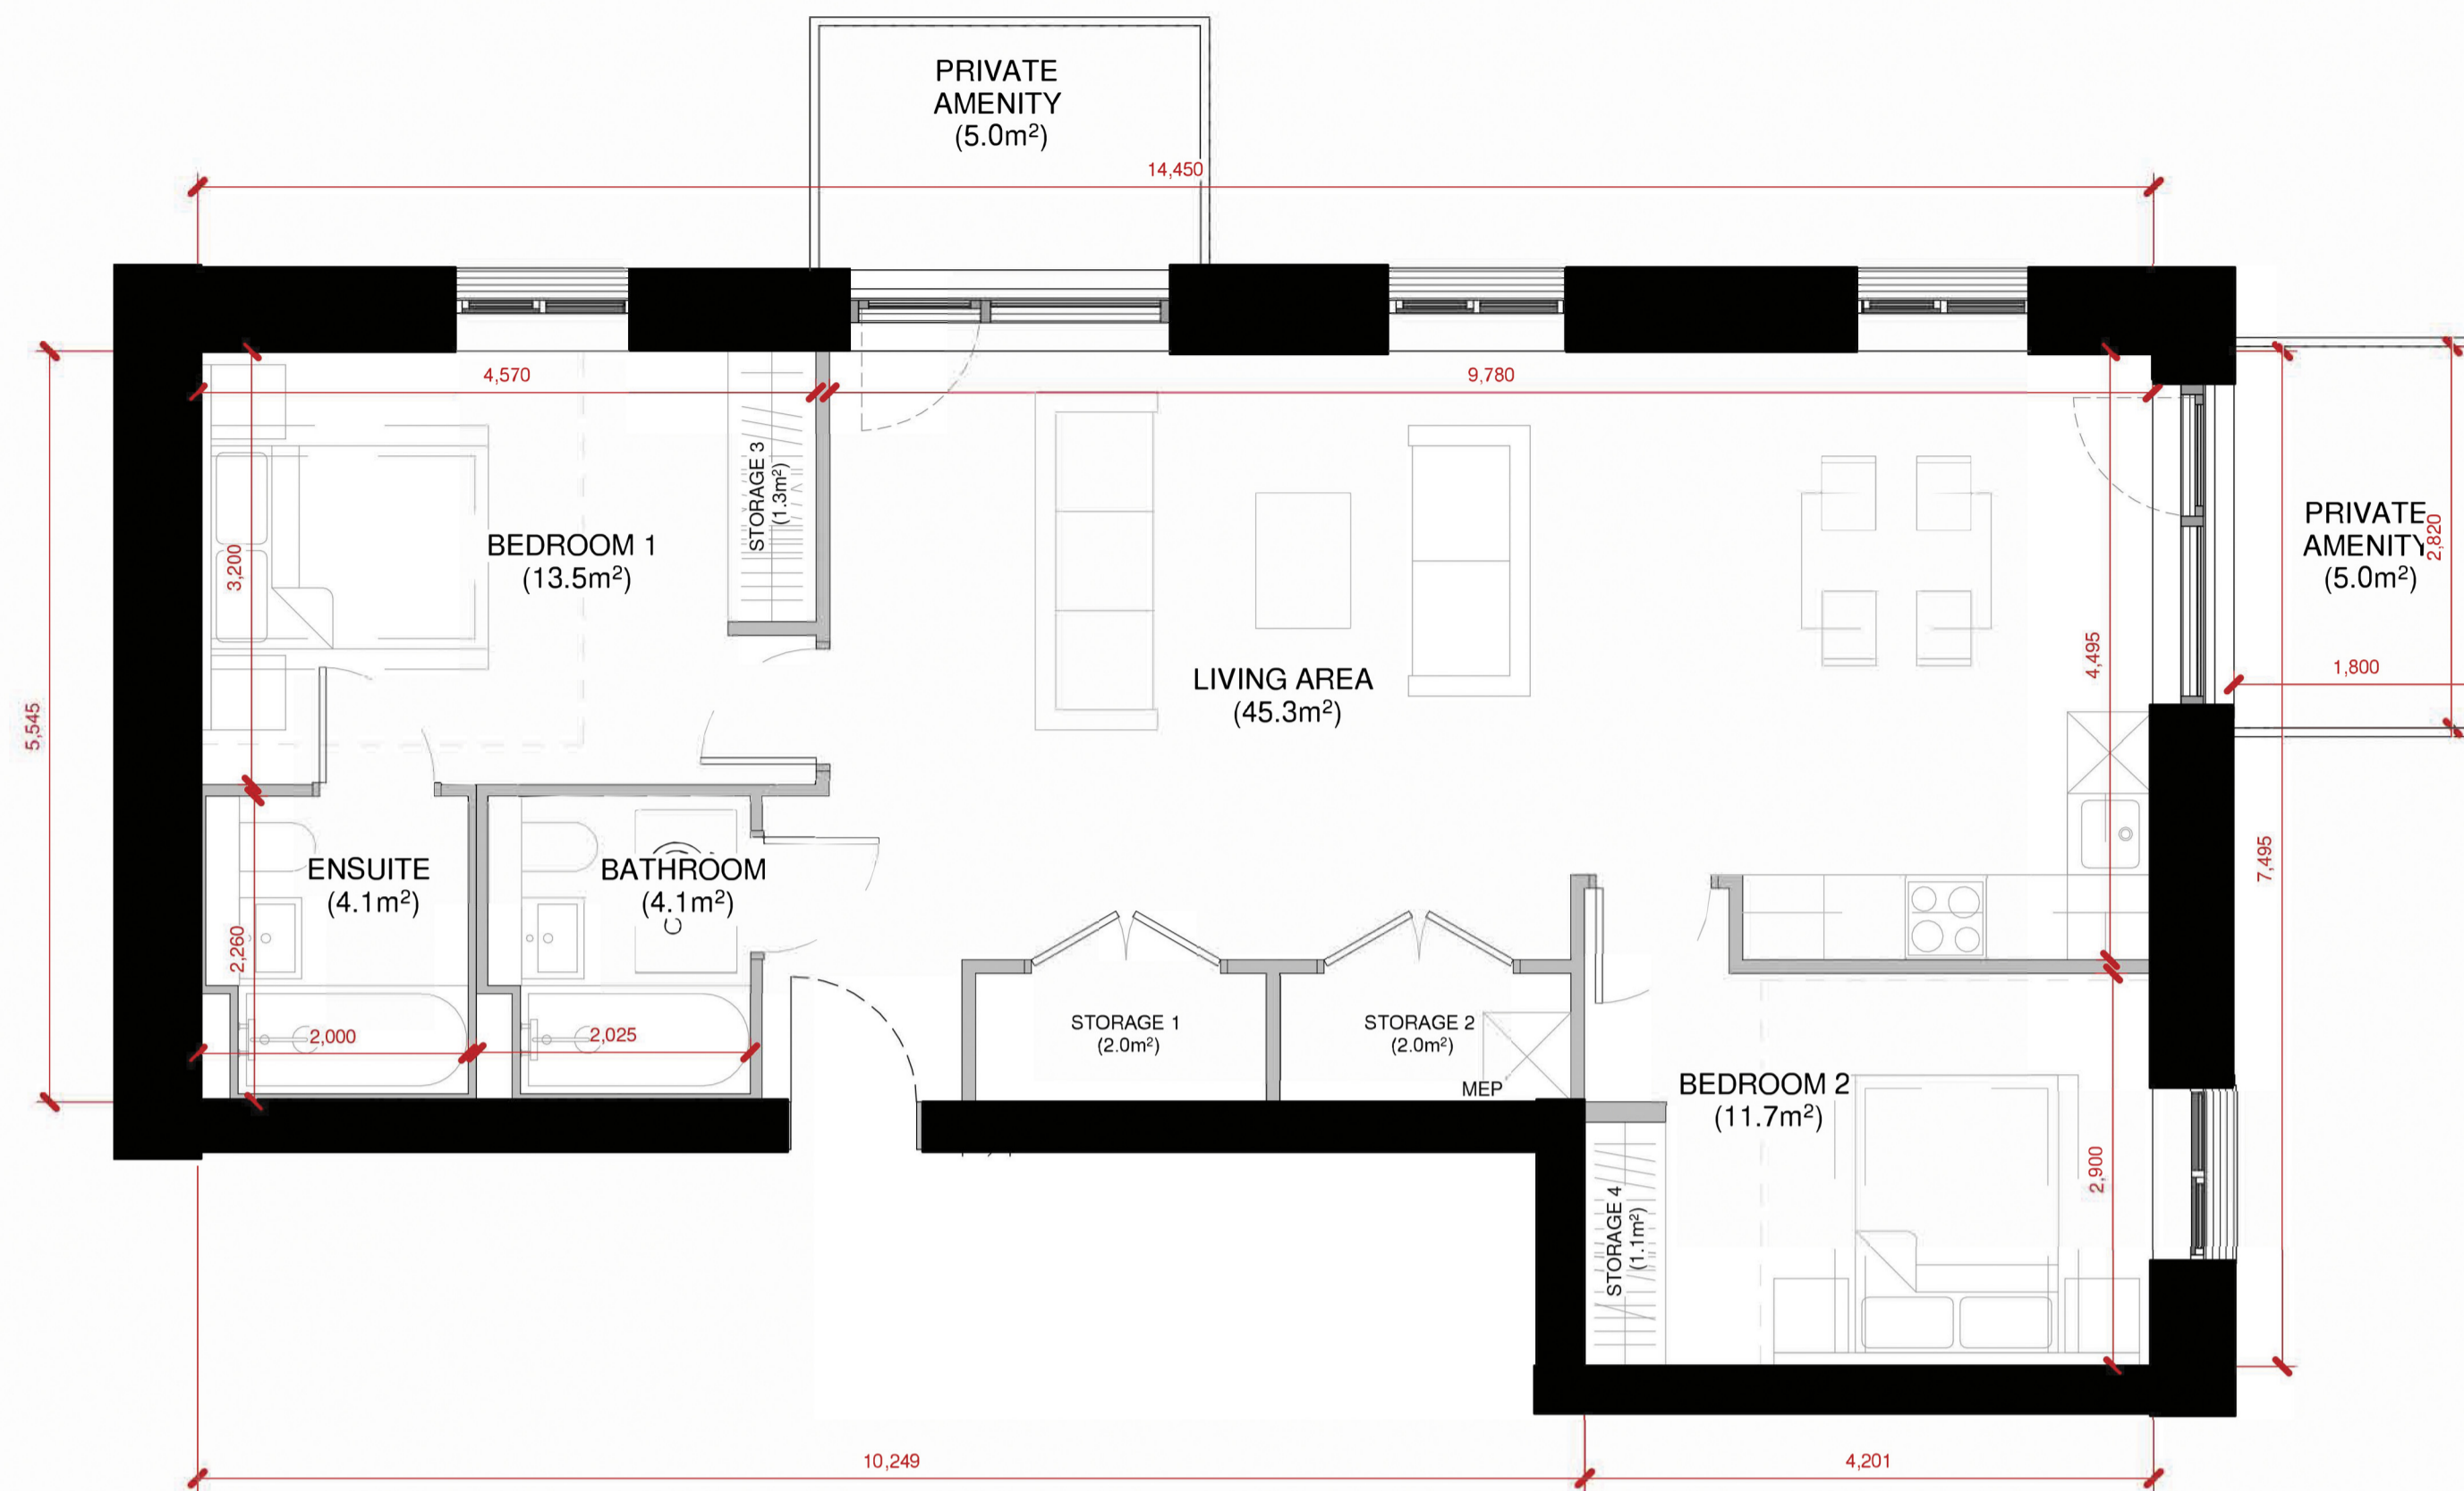 PRIVATE
AMENITY
(5.0m²)
14,450
4,570
9,780
STORAGE 3
(1.3m²)
BEDROOM 1
(13.5m²)
3,200
PRIVATE
AMENITY
(5.0m²)
2,820
1,800
4,495
LIVING AREA
(45.3m²)
5,545
7,495
ENSUITE
(4.1m²)
BATHROOM
(4.1m²)
2,260
2,000
2,025
STORAGE 1
(2.0m²)
STORAGE 2
(2.0m²)
MEP
BEDROOM 2
(11.7m²)
2,900
STORAGE 4
(1.1m²)
10,249
4,201